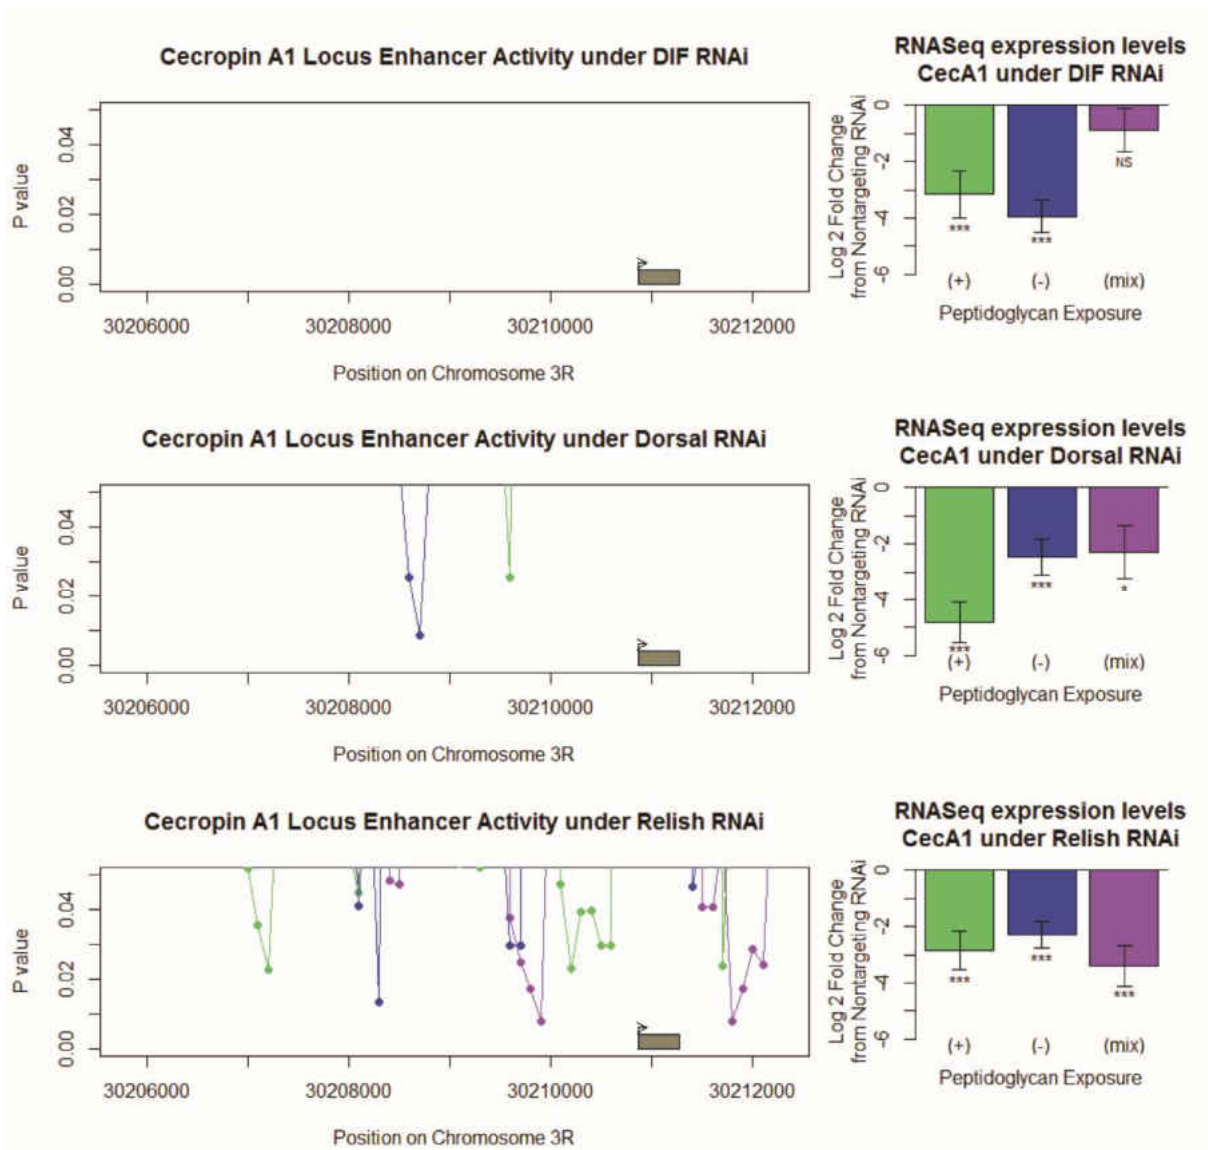 Cecropin A1 Locus Enhancer Activity under DIF RNAi
P value
0.04
0.02
0.00
30206000 30208000 30210000 30212000
Position on Chromosome 3R
RNASeq expression levels
CecA1 under DIF RNAi
Log 2 Fold Change
from Nontargeting RNAi
0
-2
-4
-6
*** *** NS
(+) (-) (mix)
Peptidoglycan Exposure
Cecropin A1 Locus Enhancer Activity under Dorsal RNAi
P value
0.04
0.02
0.00
30206000 30208000 30210000 30212000
Position on Chromosome 3R
RNASeq expression levels
CecA1 under Dorsal RNAi
Log 2 Fold Change
from Nontargeting RNAi
0
-2
-4
-6
*** *** *
(+) (-) (mix)
Peptidoglycan Exposure
Cecropin A1 Locus Enhancer Activity under Relish RNAi
P value
0.04
0.02
0.00
30206000 30208000 30210000 30212000
Position on Chromosome 3R
RNASeq expression levels
CecA1 under Relish RNAi
Log 2 Fold Change
from Nontargeting RNAi
0
-2
-4
-6
*** *** ***
(+) (-) (mix)
Peptidoglycan Exposure